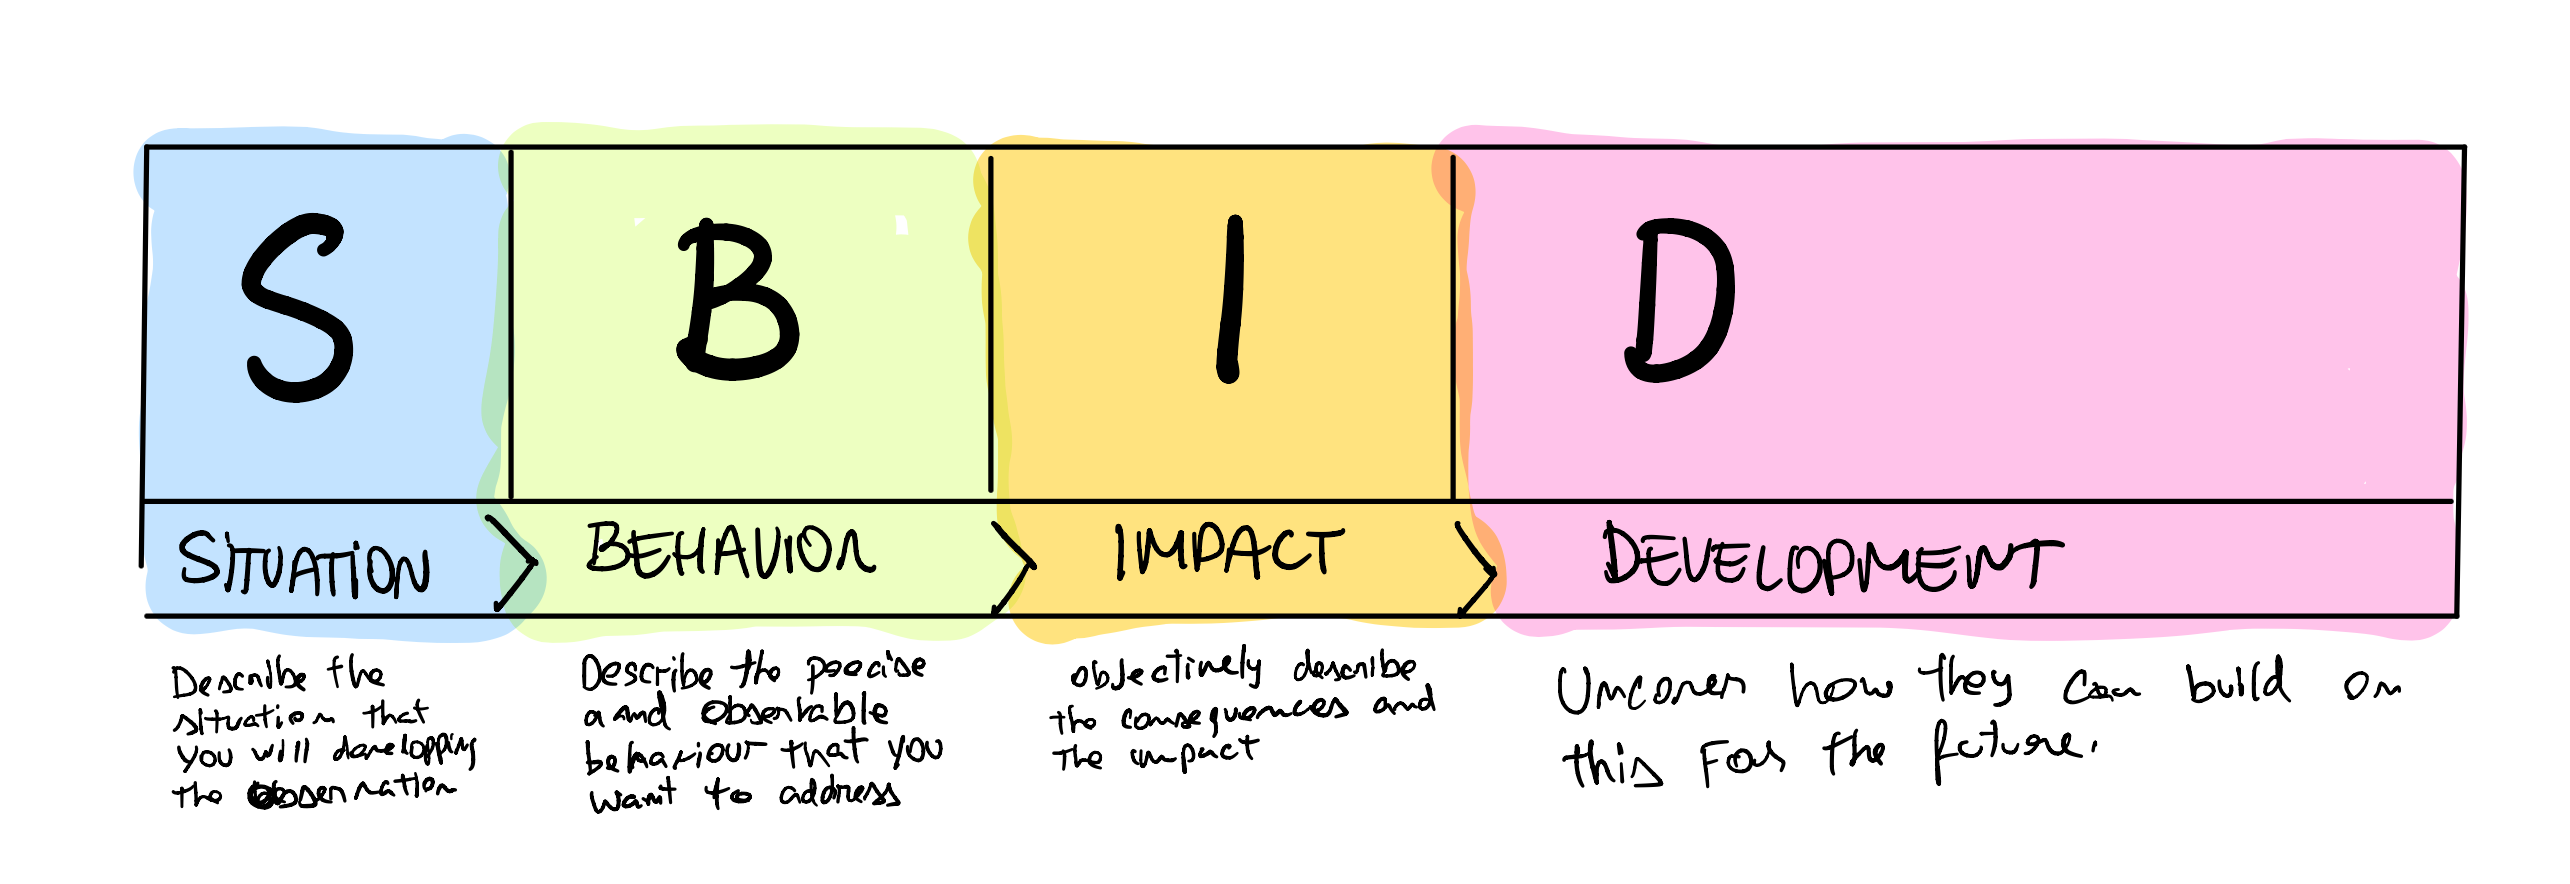 S B I D
SITUATION BEHAVIOR IMPACT DEVELOPMENT
Describe the
situation that
you will developping
the observation
Describe the precise
and observable
behaviour that you
want to address
objectively describe
the consequences and
the impact
Uncover how they can build on
this for the future.